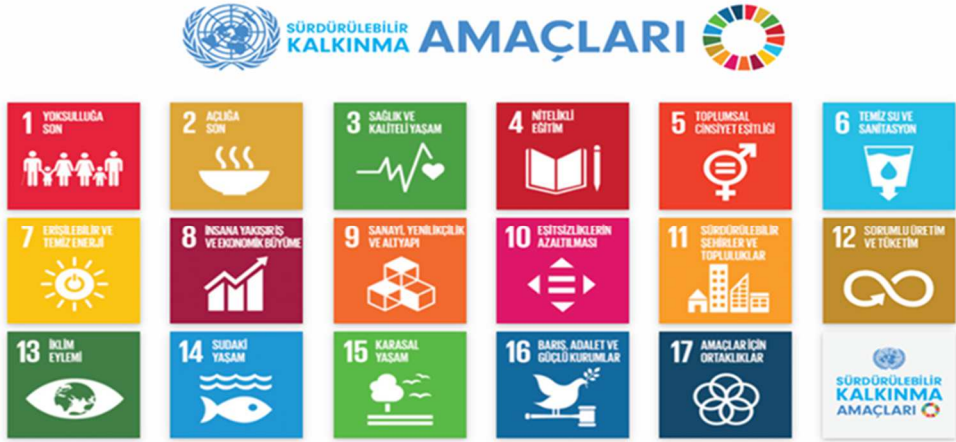 SÜRDÜRÜLEBİLİR
KALKINMA AMAÇLARI
1 YOKSULLUĞA
SON
2 AÇLIĞA
SON
3 SAĞLIK VE
KALİTELİ YAŞAM
4 NİTELİKLİ
EĞİTİM
5 TOPLUMSAL
CİNSİYET EŞİTLİĞİ
6 TEMİZ SU VE
SANİTASYON
7 ERİŞİLEBİLİR VE
TEMİZ ENERJİ
8 İNSANA YAKIŞIR İŞ
VE EKONOMİK BÜYÜME
9 SANAYİ, YENİLİKÇİLİK
VE ALTYAPI
10 EŞİTSİZLİKLERİN
AZALTILMASI
11 SÜRDÜRÜLEBİLİR
ŞEHİRLER VE
TOPLULUKLAR
12 SORUMLU ÜRETİM
VE TÜKETİM
13 İKLİM
EYLEMİ
14 SUDAKİ
YAŞAM
15 KARASAL
YAŞAM
16 BARIŞ, ADALET VE
GÜÇLÜ KURUMLAR
17 AMAÇLAR İÇİN
ORTAKLIKLAR
SÜRDÜRÜLEBİLİR
KALKINMA
AMAÇLARI